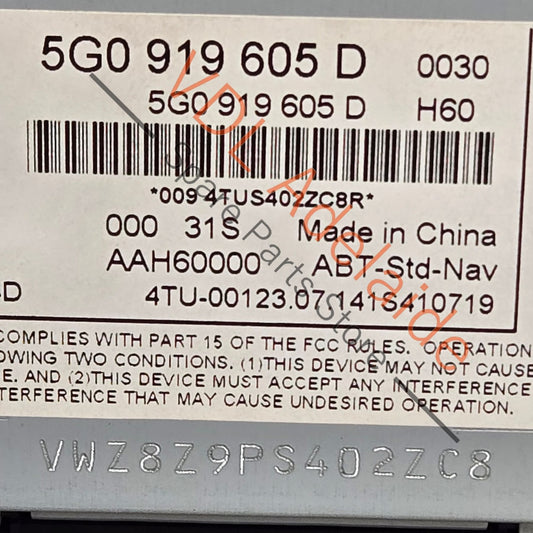 5G0 919 605 D 0030
5G0 919 605 D H60
*009 4TUS402ZC8R*
000 31S Made in China
AAH60000 ABT-Std-Nav
D 4TU-00123.07141S410719
COMPLIES WITH PART 15 OF THE FCC RULES. OPERATION
OWING TWO CONDITIONS. (1)THIS DEVICE MAY NOT CAUSE
E. AND (2)THIS DEVICE MUST ACCEPT ANY INTERFERENCE
TERFERENCE THAT MAY CAUSE UNDESIRED OPERATION.
VWZ8Z9PS402ZC8
VDL Adelaide
Spare Parts Store